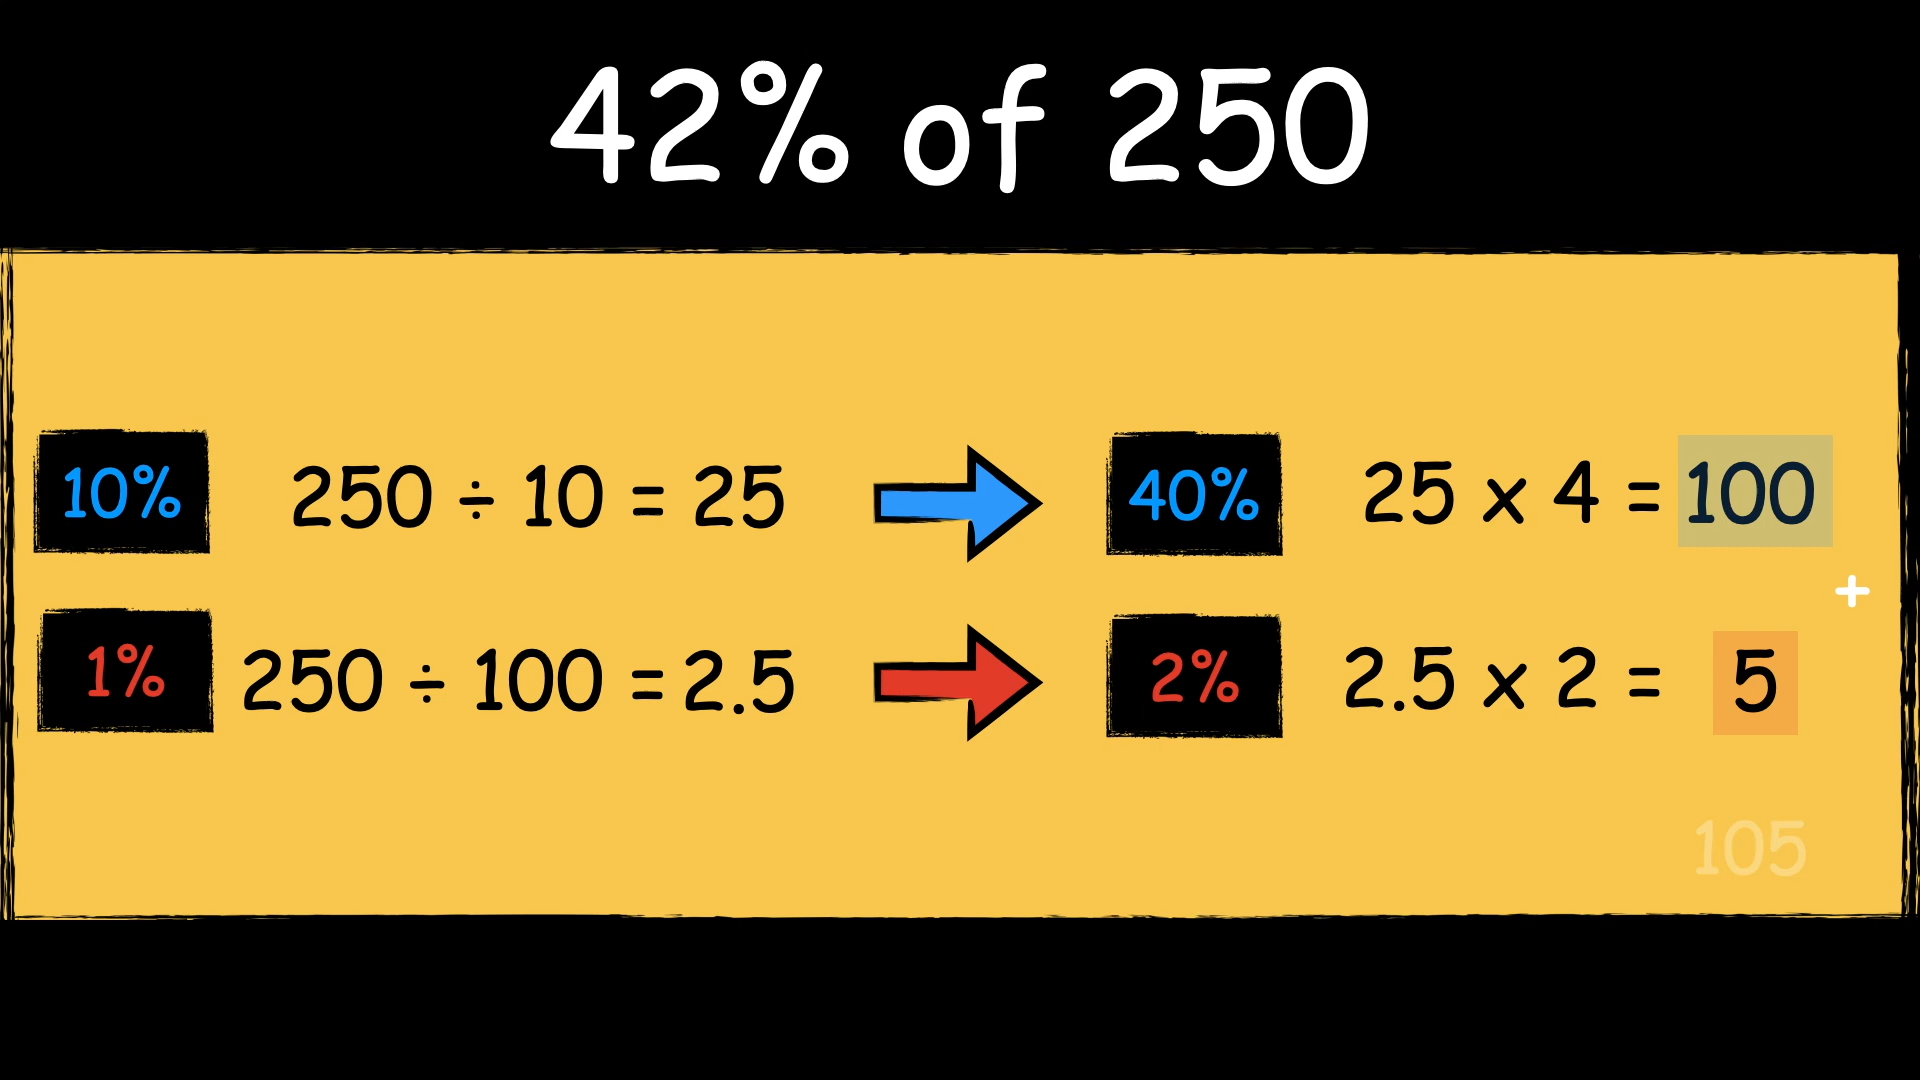 42% of 250
10% 250 ÷ 10 = 25 40% 25 x 4 = 100
+
1% 250 ÷ 100 = 2.5 2% 2.5 x 2 = 5
105